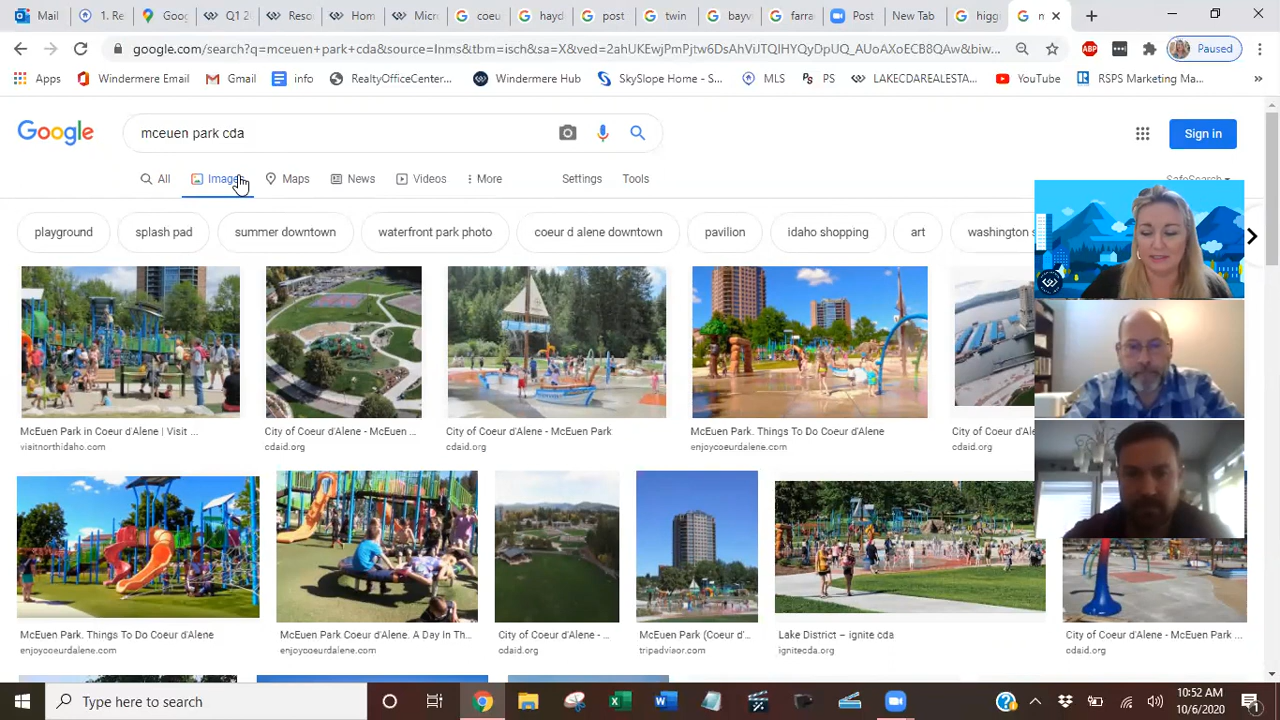 Mail
1. Re
Maps
Q1 2
Reso
Hom
Micr
coeu
hayd
post
twin
bayvi
farra
Post
New Tab
higgi
m
google.com/search?q=mceuen+park+cda&source=lnms&tbm=isch&sa=X&ved=2ahUKEwjPmPjtw6DsAhViJTQIHYQyDpUQ_AUoAXoECB8QAw&biw...
ABP
Paused
Apps
Windermere Email
Gmail
info
RealtyOfficeCenter...
Windermere Hub
SkySlope Home - S...
MLS
PS
LAKECDAREALESTA...
YouTube
RSPS Marketing Ma...
Google
mceuen park cda
Sign in
All
Images
Maps
News
Videos
More
Settings
Tools
SafeSearch
playground
splash pad
summer downtown
waterfront park photo
coeur d alene downtown
pavilion
idaho shopping
art
washington s
McEuen Park in Coeur d'Alene | Visit ...
visitnorthidaho.com
City of Coeur d'Alene - McEuen ...
cdaid.org
City of Coeur d'Alene - McEuen Park
cdaid.org
McEuen Park. Things To Do Coeur d'Alene
enjoycoeurdalene.com
City of Coeur d'Alene
cdaid.org
McEuen Park. Things To Do Coeur d'Alene
enjoycoeurdalene.com
McEuen Park Coeur d'Alene. A Day In Th...
enjoycoeurdalene.com
City of Coeur d'Alene - ...
cdaid.org
McEuen Park (Coeur d'...
tripadvisor.com
Lake District – ignite cda
ignitecda.org
City of Coeur d'Alene - McEuen Park ...
cdaid.org
Type here to search
10:52 AM
10/6/2020
1